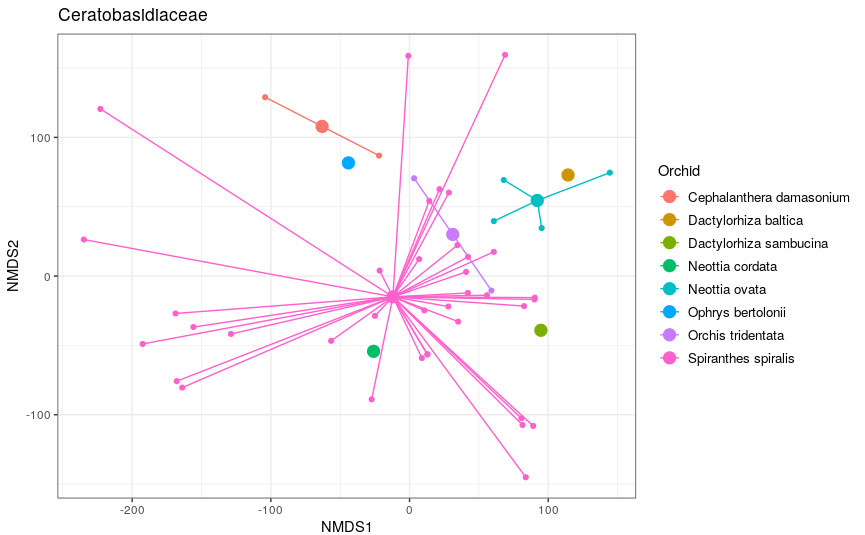 Ceratobasidiaceae
100
0
-100
NMDS2
-200
-100
0
100
NMDS1
Orchid
Cephalanthera damasonium
Dactylorhiza baltica
Dactylorhiza sambucina
Neottia cordata
Neottia ovata
Ophrys bertolonii
Orchis tridentata
Spiranthes spiralis